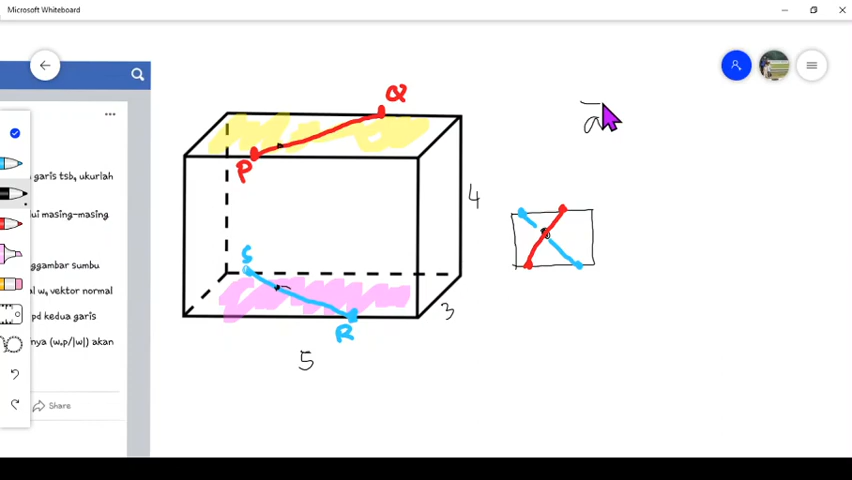 Microsoft Whiteboard
garis tsb, ukurlah
ui masing-masing
ggambar sumbu
al w, vektor normal
pd kedua garis
nya (w.p/|w|) akan
Share
Q
P
4
S
3
R
5
a